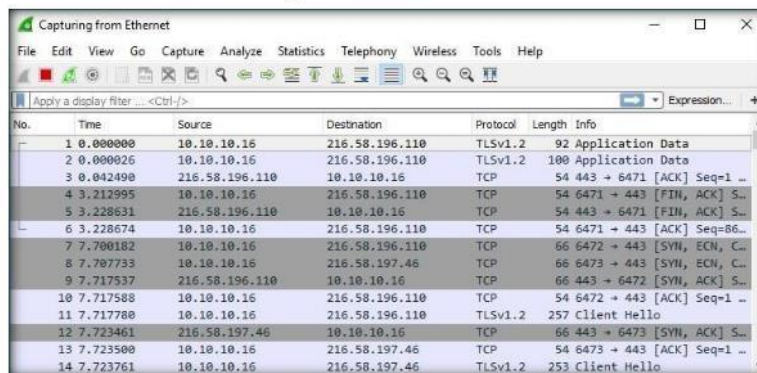 Capturing from Ethernet
File Edit View Go Capture Analyze Statistics Telephony Wireless Tools Help
Apply a display filter ... <Ctrl-/> Expression... +
No. Time Source Destination Protocol Length Info
1 0.000000 10.10.10.16 216.58.196.110 TLSv1.2 92 Application Data
2 0.000026 10.10.10.16 216.58.196.110 TLSv1.2 100 Application Data
3 0.042490 216.58.196.110 10.10.10.16 TCP 54 443 → 6471 [ACK] Seq=1 …
4 3.212995 10.10.10.16 216.58.196.110 TCP 54 6471 → 443 [FIN, ACK] S…
5 3.228631 216.58.196.110 10.10.10.16 TCP 54 443 → 6471 [FIN, ACK] S…
6 3.228674 10.10.10.16 216.58.196.110 TCP 54 6471 → 443 [ACK] Seq=86…
7 7.700182 10.10.10.16 216.58.196.110 TCP 66 6472 → 443 [SYN, ECN, C…
8 7.707733 10.10.10.16 216.58.197.46 TCP 66 6473 → 443 [SYN, ECN, C…
9 7.717537 216.58.196.110 10.10.10.16 TCP 66 443 → 6472 [SYN, ACK] S…
10 7.717588 10.10.10.16 216.58.196.110 TCP 54 6472 → 443 [ACK] Seq=1 …
11 7.717780 10.10.10.16 216.58.196.110 TLSv1.2 257 Client Hello
12 7.723461 216.58.197.46 10.10.10.16 TCP 66 443 → 6473 [SYN, ACK] S…
13 7.723500 10.10.10.16 216.58.197.46 TCP 54 6473 → 443 [ACK] Seq=1 …
14 7.723761 10.10.10.16 216.58.197.46 TLSv1.2 253 Client Hello